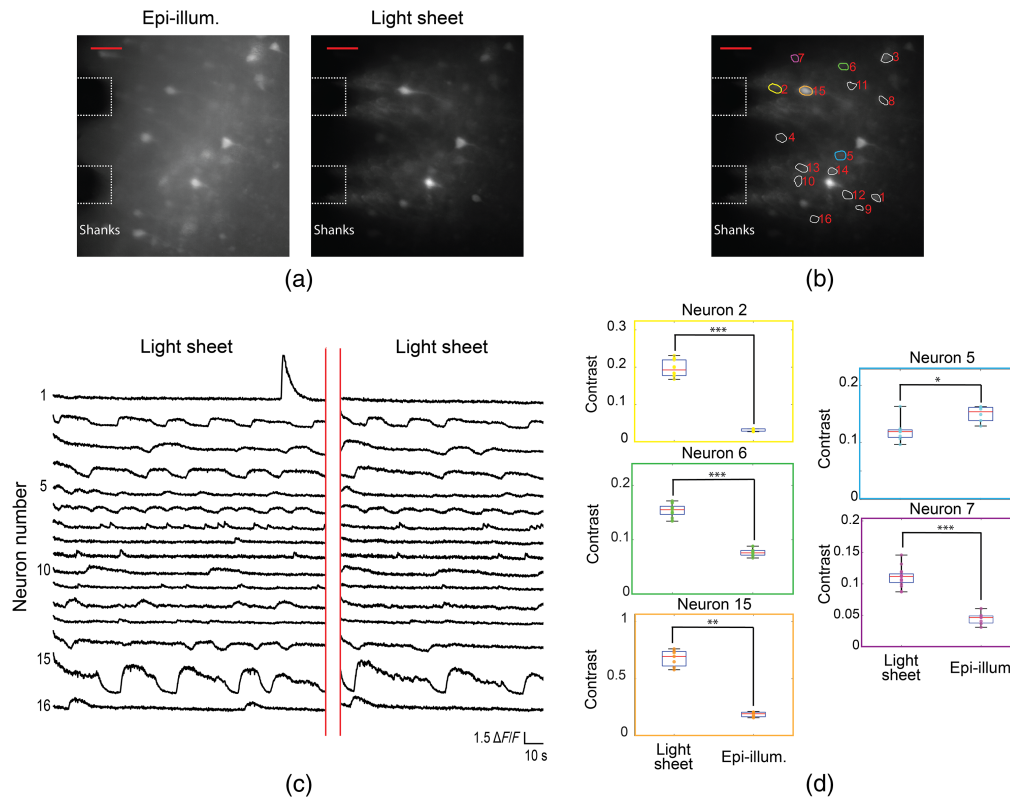 Epi-illum.
Light sheet
Shanks
Shanks
(a)
7
6
3
2
15
11
8
4
5
13
14
10
12
1
9
16
(b)
Light sheet
Light sheet
Neuron number
1
5
10
15
16
1.5 ΔF/F
10 s
(c)
Neuron 2
Contrast
0.3
0.2
0.1
0
***
Neuron 6
Contrast
0.2
0.1
0
***
Neuron 15
Contrast
1
0.5
0
**
Light
sheet
Epi-illum.
Neuron 5
Contrast
0.2
0.1
0
*
Neuron 7
Contrast
0.2
0.15
0.1
0.05
0
***
Light
sheet
Epi-illum.
(d)